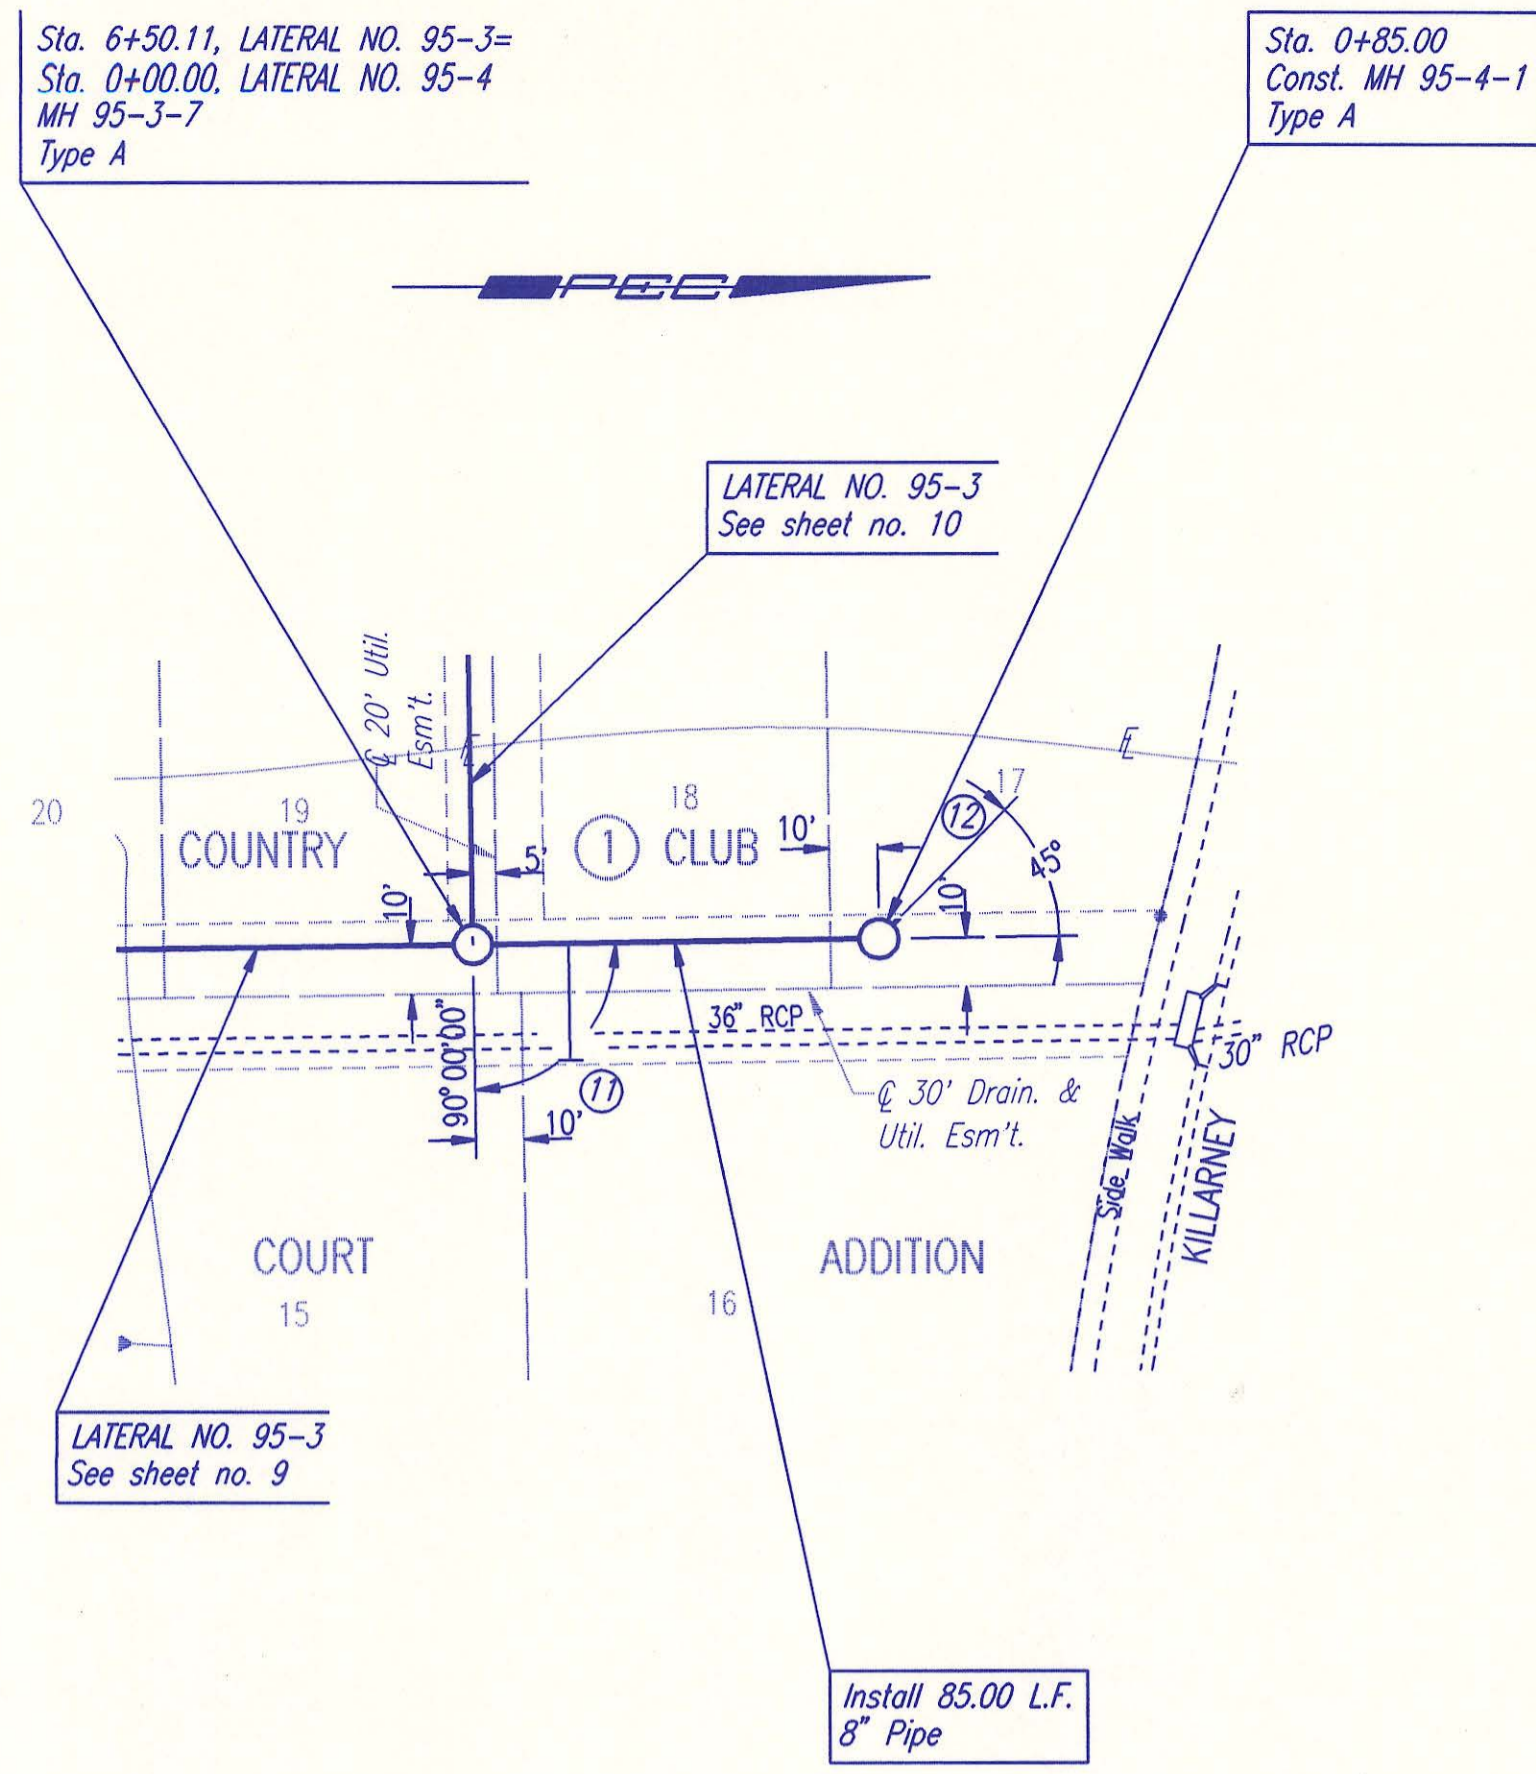 Sta. 6+50.11, LATERAL NO. 95-3=
Sta. 0+00.00, LATERAL NO. 95-4
MH 95-3-7
Type A
Sta. 0+85.00
Const. MH 95-4-1
Type A
PEC
LATERAL NO. 95-3
See sheet no. 10
℄ 20' Util.
Esm't.
20
19
COUNTRY
18
1
CLUB
10'
12
17
45°
5'
10'
10'
36" RCP
30" RCP
90°00'00"
11
10'
℄ 30' Drain. &
Util. Esm't.
Side Walk
KILLARNEY
COURT
15
16
ADDITION
LATERAL NO. 95-3
See sheet no. 9
Install 85.00 L.F.
8" Pipe